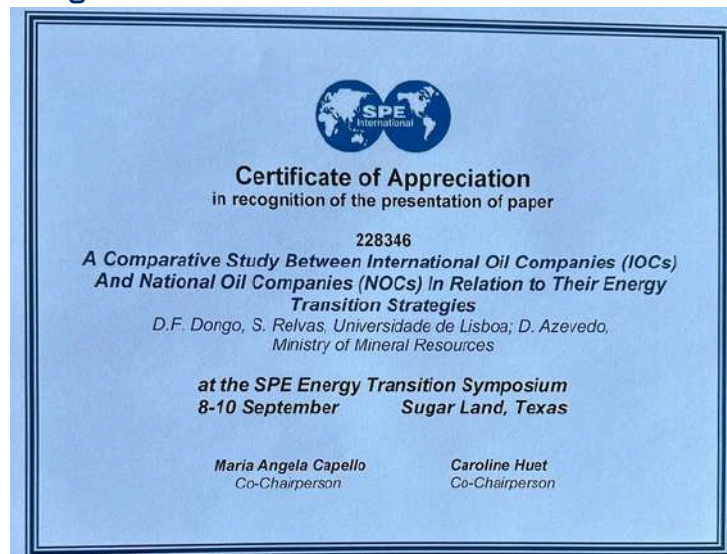 SPE
International
Certificate of Appreciation
in recognition of the presentation of paper
228346
A Comparative Study Between International Oil Companies (IOCs)
And National Oil Companies (NOCs) In Relation to Their Energy
Transition Strategies
D.F. Dongo, S. Relvas, Universidade de Lisboa; D. Azevedo,
Ministry of Mineral Resources
at the SPE Energy Transition Symposium
8-10 September Sugar Land, Texas
Maria Angela Capello Caroline Huet
Co-Chairperson Co-Chairperson